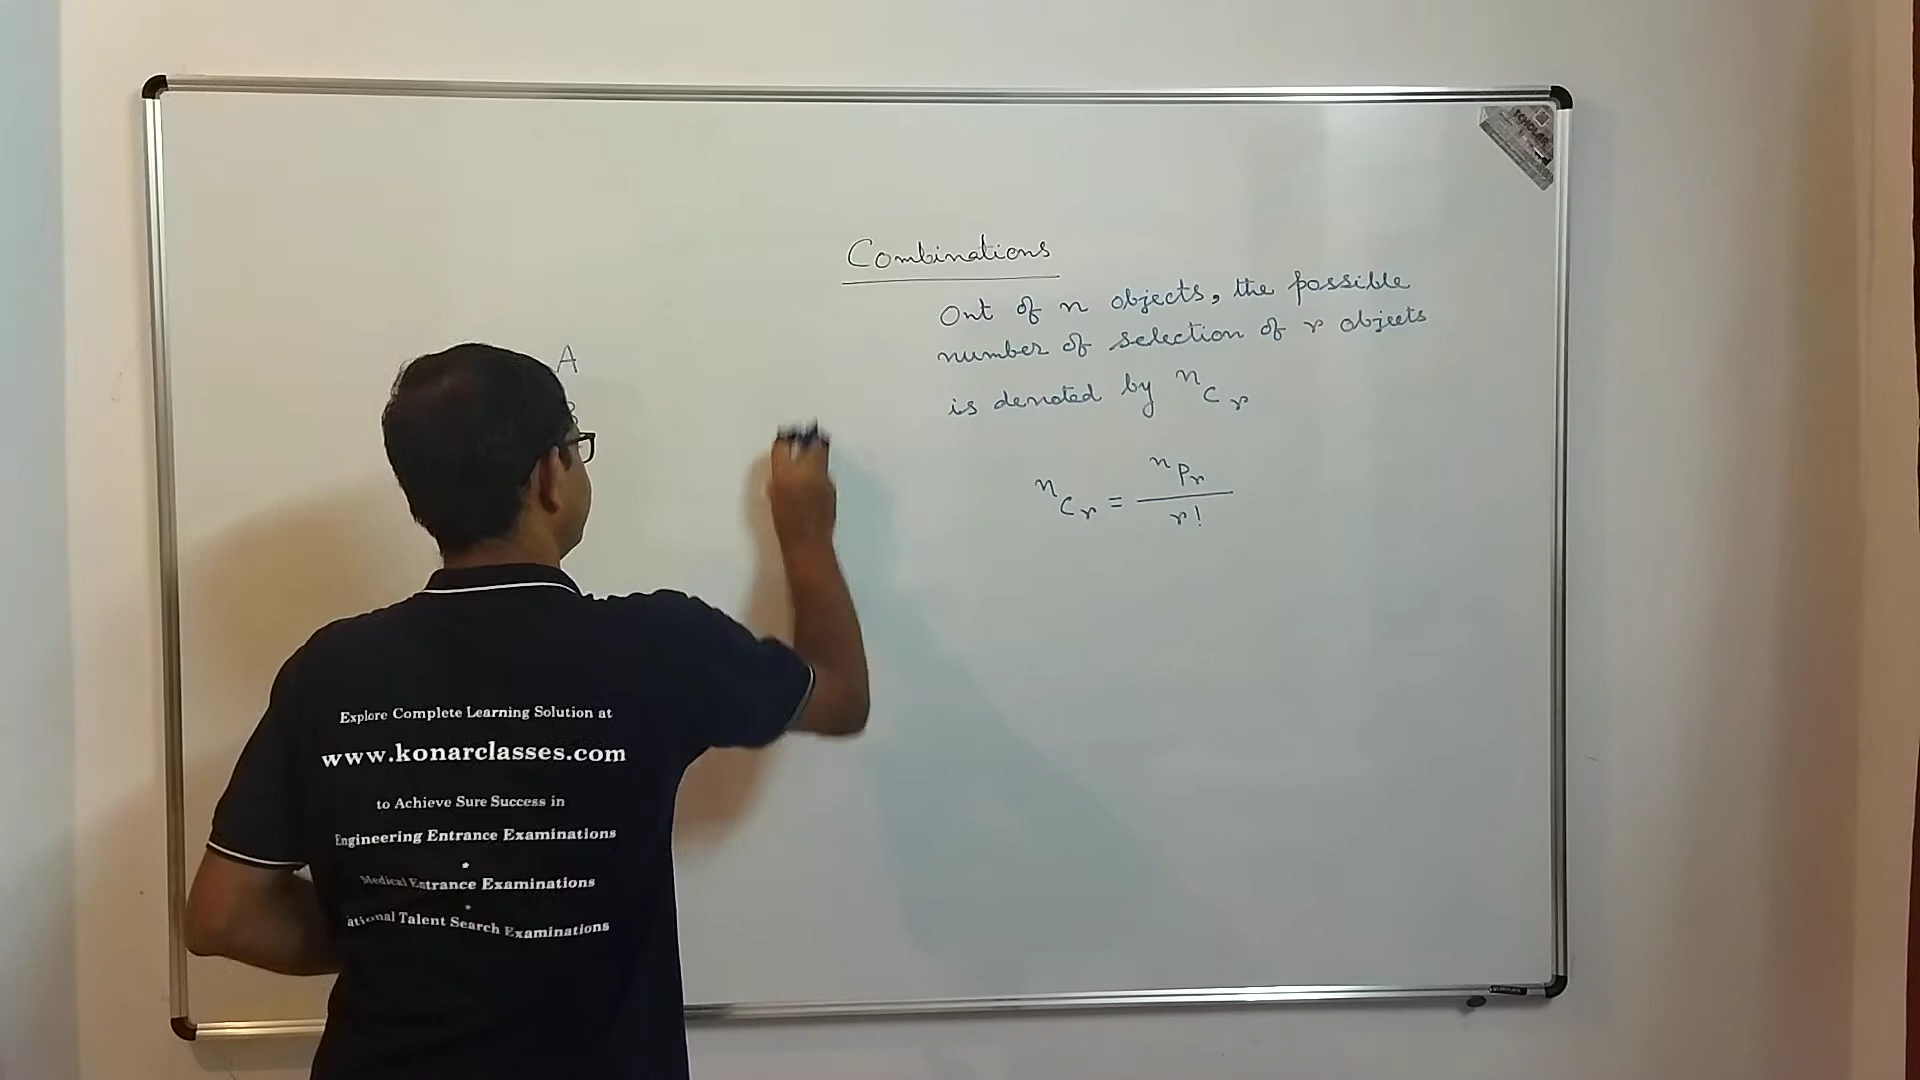 Combinations
Out of n objects, the possible
number of selection of r objects
is denoted by ⁿCᵣ
ⁿCᵣ = ⁿPᵣ / r!
A
Explore Complete Learning Solution at
www.konarclasses.com
to Achieve Sure Success in
Engineering Entrance Examinations
*
Medical Entrance Examinations
*
ational Talent Search Examinations
SCHOLAR